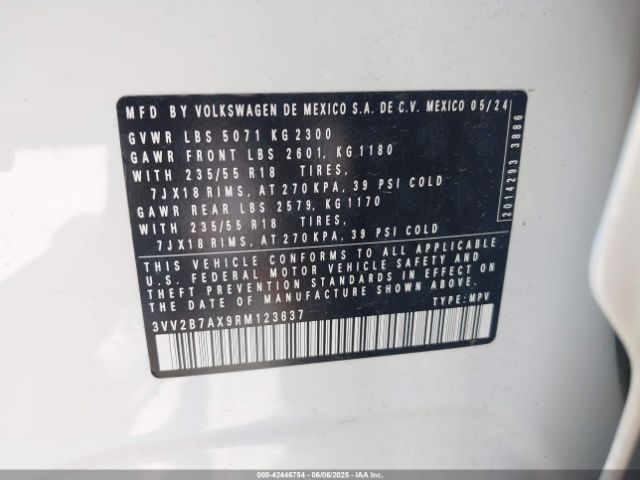 MFD BY VOLKSWAGEN DE MEXICO S.A. DE C.V. MEXICO 05/24
GVWR LBS 5071 KG 2300
GAWR FRONT LBS 2601, KG 1180
WITH 235/55 R18 TIRES,
7JX18 RIMS, AT 270 KPA, 39 PSI COLD
GAWR REAR LBS 2579, KG 1170
WITH 235/55 R18 TIRES,
7JX18 RIMS, AT 270 KPA, 39 PSI COLD
THIS VEHICLE CONFORMS TO ALL APPLICABLE
U.S. FEDERAL MOTOR VEHICLE SAFETY AND
THEFT PREVENTION STANDARDS IN EFFECT ON
THE DATE OF MANUFACTURE SHOWN ABOVE.
3VV2B7AX9RM123637 TYPE: MPV
2014293 3886
000-42446754 - 06/06/2025 - IAA Inc.